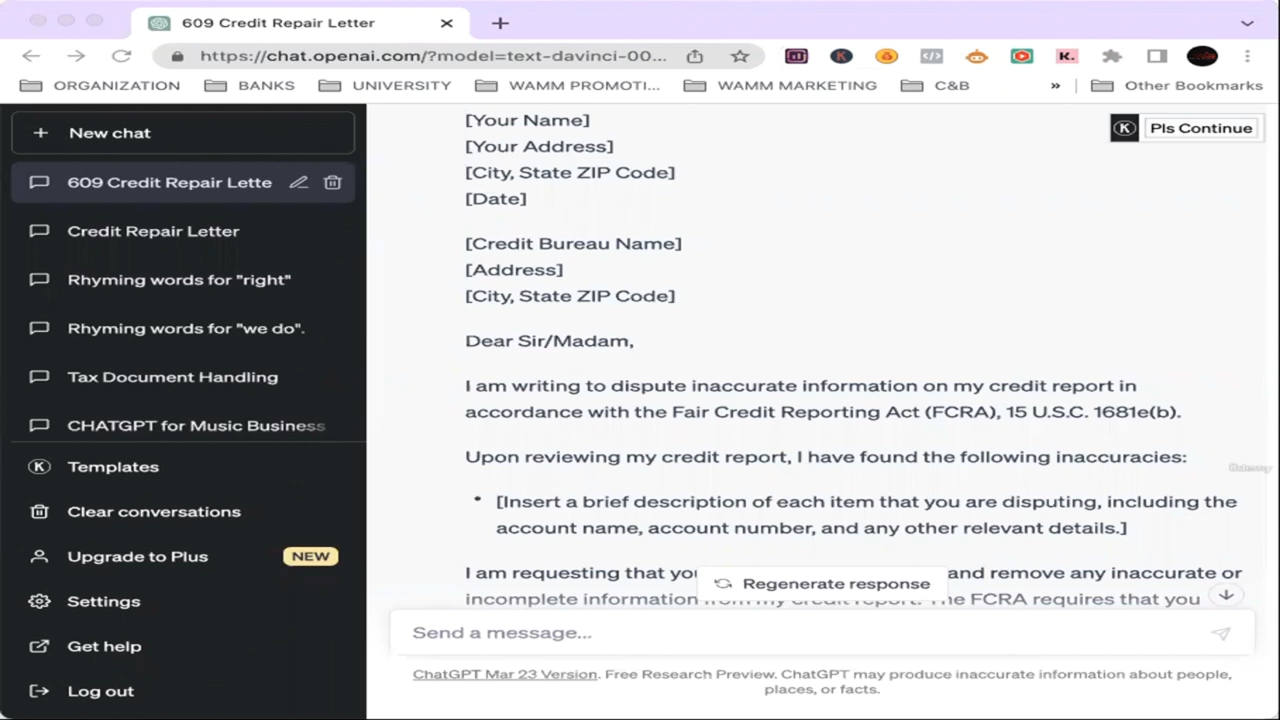 609 Credit Repair Letter
https://chat.openai.com/?model=text-davinci-00...
K.
ORGANIZATION
BANKS
UNIVERSITY
WAMM PROMOTI...
WAMM MARKETING
C&B
»
Other Bookmarks
New chat
609 Credit Repair Lette
Credit Repair Letter
Rhyming words for "right"
Rhyming words for "we do".
Tax Document Handling
CHATGPT for Music Business
K Templates
Clear conversations
Upgrade to Plus
NEW
Settings
Get help
Log out
K Pls Continue
[Your Name]
[Your Address]
[City, State ZIP Code]
[Date]
[Credit Bureau Name]
[Address]
[City, State ZIP Code]
Dear Sir/Madam,
I am writing to dispute inaccurate information on my credit report in
accordance with the Fair Credit Reporting Act (FCRA), 15 U.S.C. 1681e(b).
Upon reviewing my credit report, I have found the following inaccuracies:
• [Insert a brief description of each item that you are disputing, including the
account name, account number, and any other relevant details.]
I am requesting that you and remove any inaccurate or
Regenerate response
incomplete information from my credit report. The FCRA requires that you
Send a message...
ChatGPT Mar 23 Version. Free Research Preview. ChatGPT may produce inaccurate information about people,
places, or facts.
Udemy